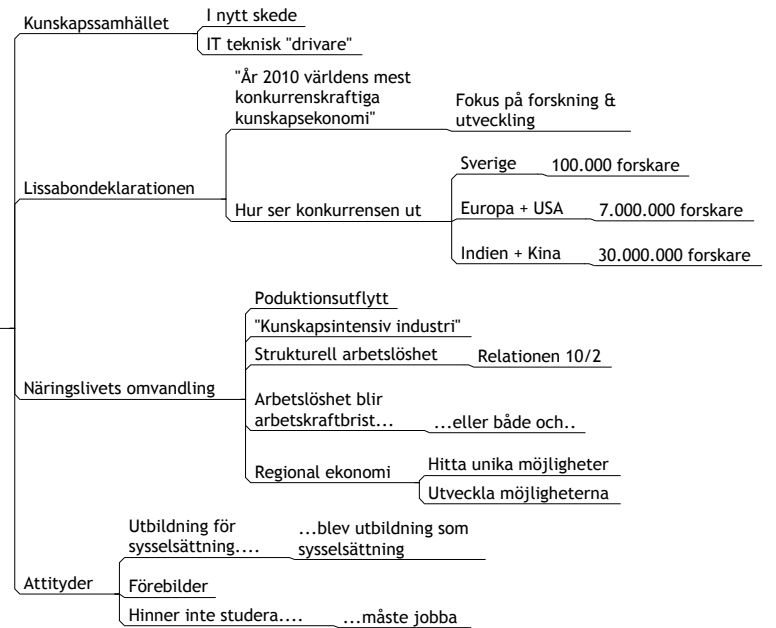 Kunskapssamhället
I nytt skede
IT teknisk "drivare"
Lissabondeklarationen
"År 2010 världens mest
konkurrenskraftiga
kunskapsekonomi"
Fokus på forskning &
utveckling
Hur ser konkurrensen ut
Sverige
100.000 forskare
Europa + USA
7.000.000 forskare
Indien + Kina
30.000.000 forskare
Näringslivets omvandling
Poduktionsutflytt
"Kunskapsintensiv industri"
Strukturell arbetslöshet
Relationen 10/2
Arbetslöshet blir
arbetskraftbrist...
...eller både och..
Regional ekonomi
Hitta unika möjligheter
Utveckla möjligheterna
Attityder
Utbildning för
sysselsättning....
...blev utbildning som
sysselsättning
Förebilder
Hinner inte studera....
...måste jobba